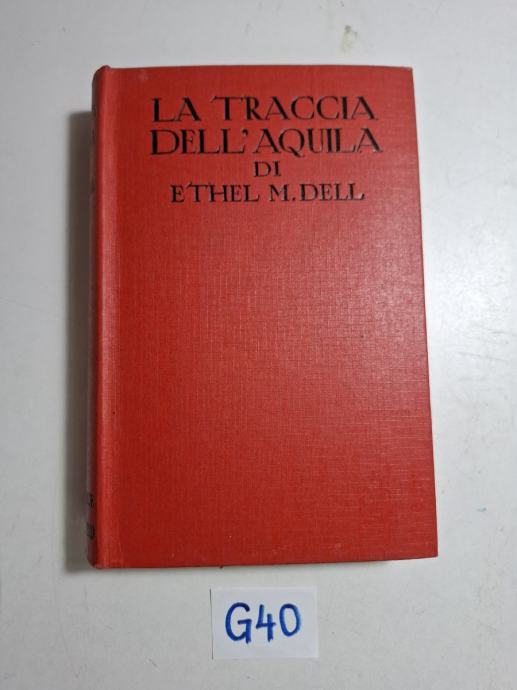 LA TRACCIA
DELL'AQUILA
DI
ETHEL M. DELL
G40